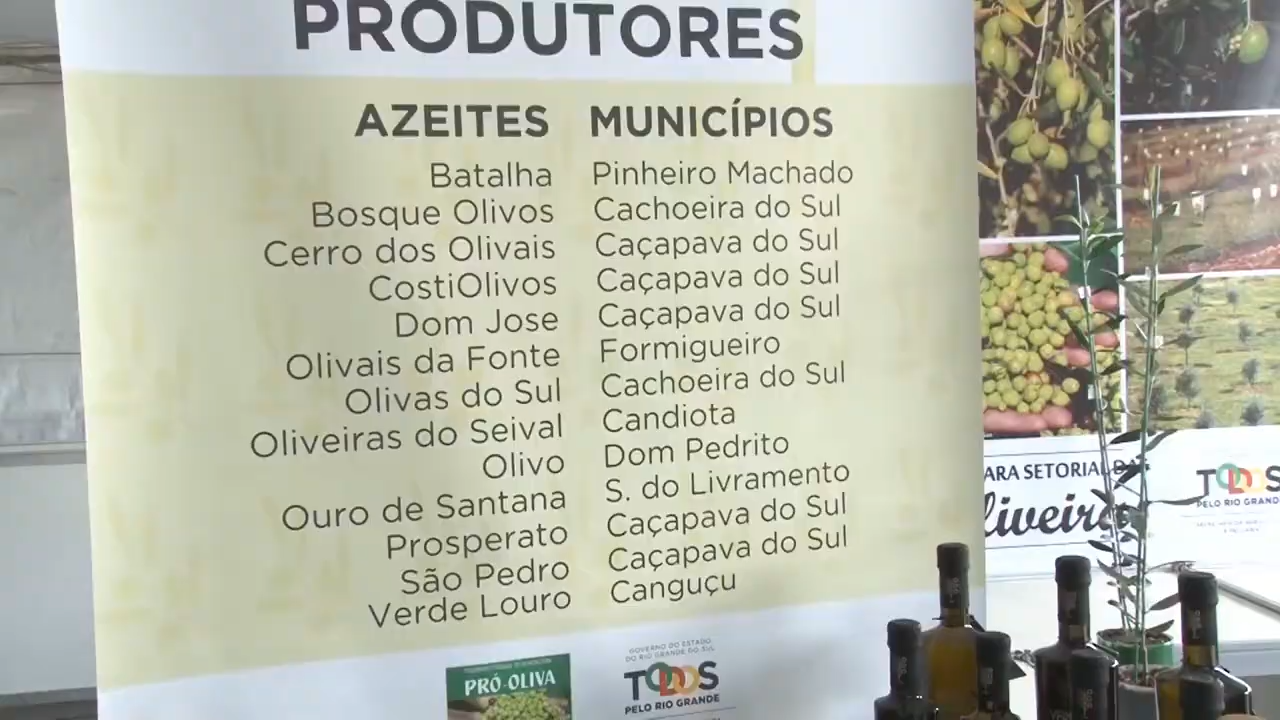 PRODUTORES
AZEITES MUNICÍPIOS
Batalha Pinheiro Machado
Bosque Olivos Cachoeira do Sul
Cerro dos Olivais Caçapava do Sul
CostiOlivos Caçapava do Sul
Dom Jose Caçapava do Sul
Olivais da Fonte Formigueiro
Olivas do Sul Cachoeira do Sul
Oliveiras do Seival Candiota
Olivo Dom Pedrito
Ouro de Santana S. do Livramento
Prosperato Caçapava do Sul
São Pedro Caçapava do Sul
Verde Louro Canguçu
PRÓ-OLIVA
GOVERNO DO ESTADO
DO RIO GRANDE DO SUL
TODOS
PELO RIO GRANDE
ARA SETORIAL DA
liveira
TODOS
PELO RIO GRANDE